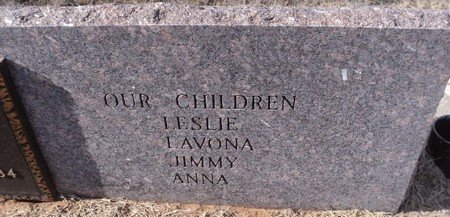 OUR CHILDREN
LESLIE
LAVONA
JIMMY
ANNA